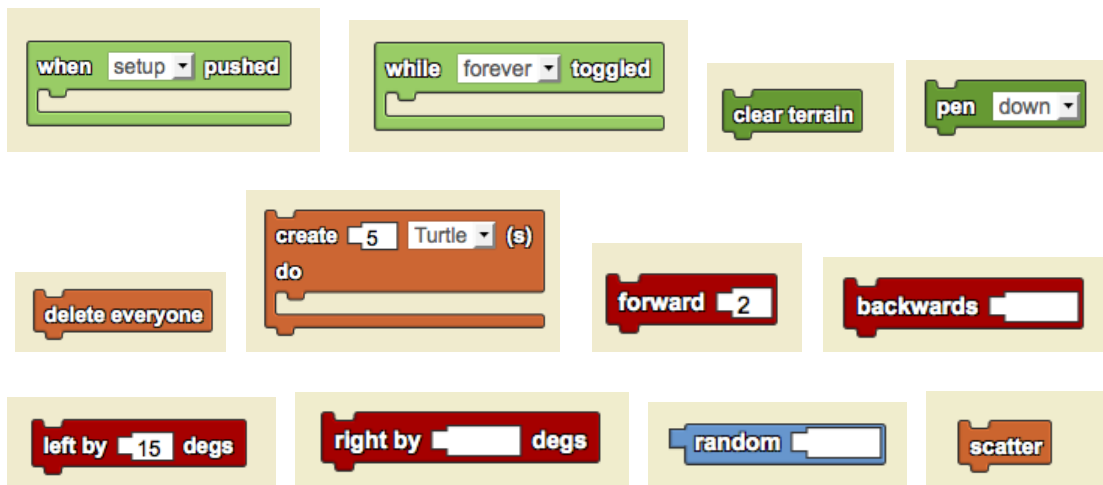 when setup pushed
while forever toggled
clear terrain
pen down
delete everyone
create 5 Turtle (s)
do
forward 2
backwards
left by 15 degs
right by degs
random
scatter